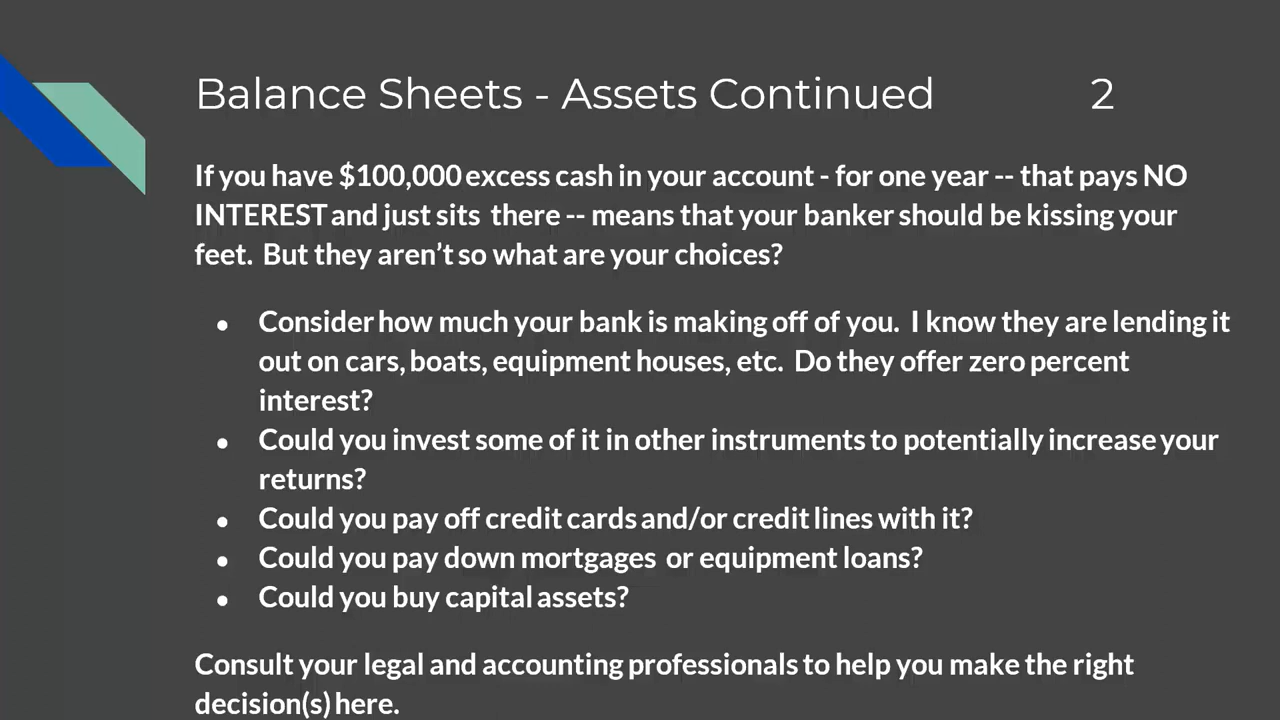 Balance Sheets - Assets Continued 2
If you have $100,000 excess cash in your account - for one year -- that pays NO
INTEREST and just sits there -- means that your banker should be kissing your
feet. But they aren’t so what are your choices?
● Consider how much your bank is making off of you. I know they are lending it
out on cars, boats, equipment houses, etc. Do they offer zero percent
interest?
● Could you invest some of it in other instruments to potentially increase your
returns?
● Could you pay off credit cards and/or credit lines with it?
● Could you pay down mortgages or equipment loans?
● Could you buy capital assets?
Consult your legal and accounting professionals to help you make the right
decision(s) here.